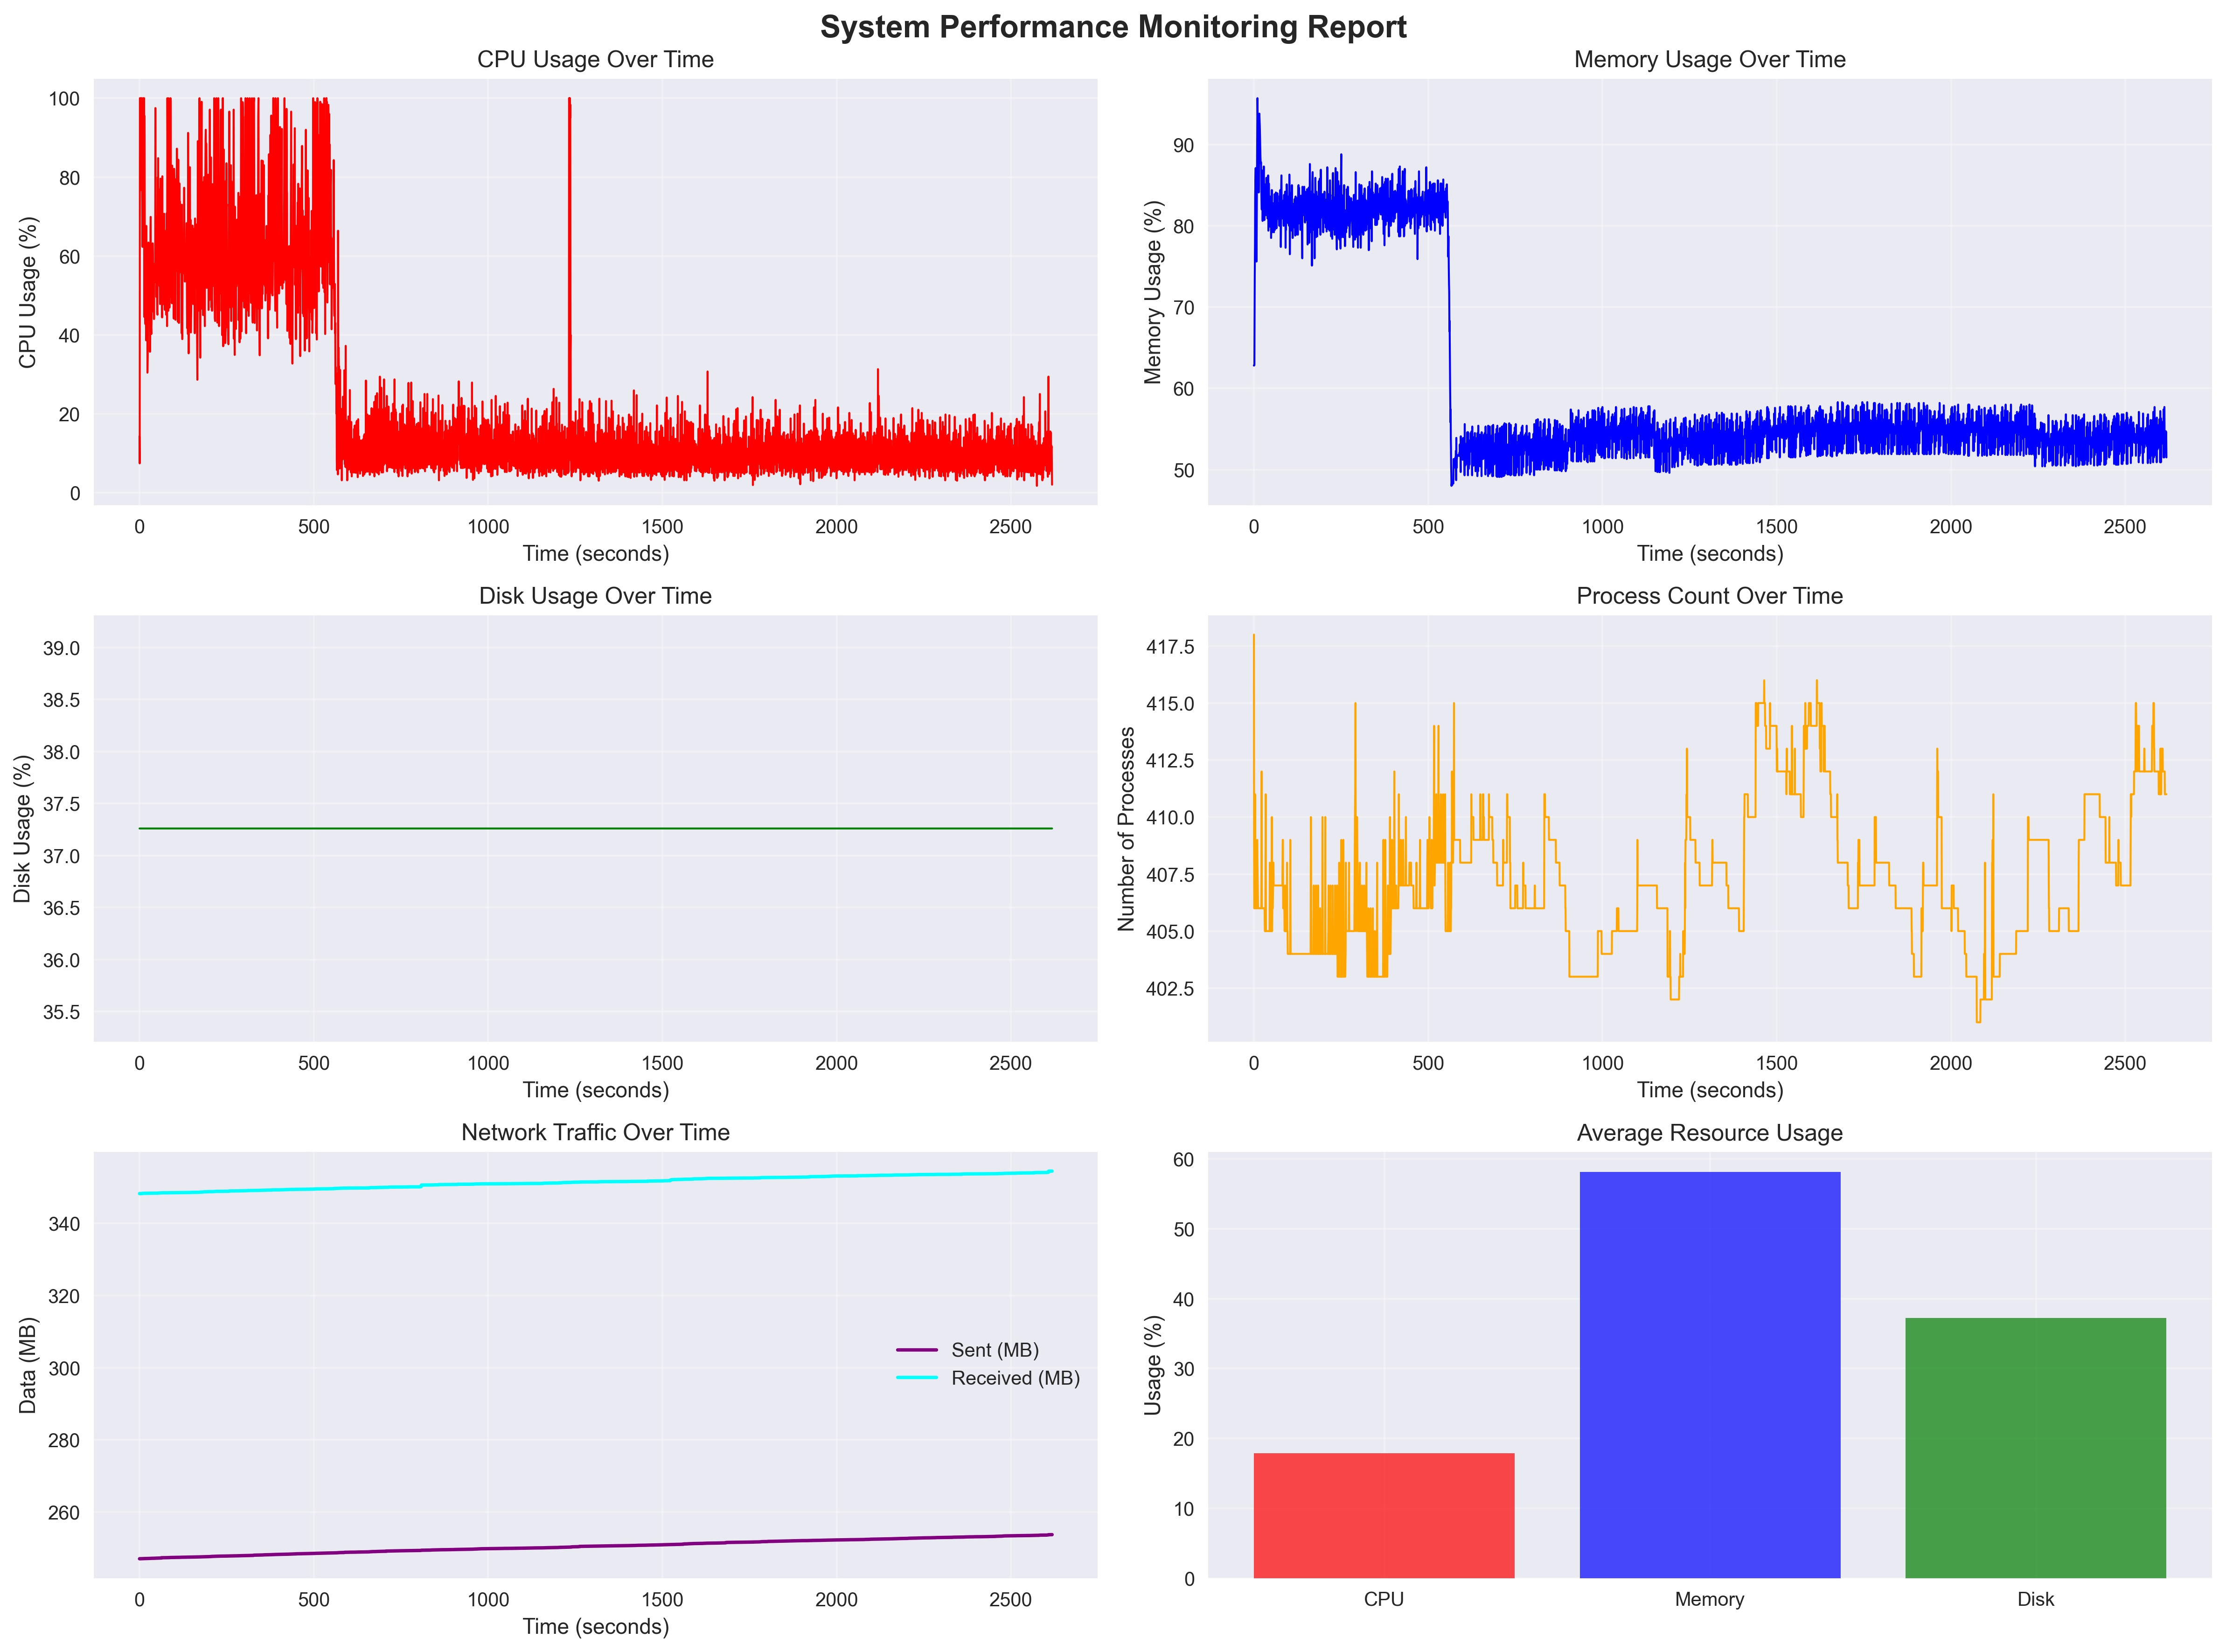 System Performance Monitoring Report
CPU Usage Over Time
CPU Usage (%)
100
80
60
40
20
0
0 500 1000 1500 2000 2500
Time (seconds)
Memory Usage Over Time
Memory Usage (%)
90
80
70
60
50
0 500 1000 1500 2000 2500
Time (seconds)
Disk Usage Over Time
Disk Usage (%)
39.0
38.5
38.0
37.5
37.0
36.5
36.0
35.5
0 500 1000 1500 2000 2500
Time (seconds)
Process Count Over Time
Number of Processes
417.5
415.0
412.5
410.0
407.5
405.0
402.5
0 500 1000 1500 2000 2500
Time (seconds)
Network Traffic Over Time
Data (MB)
340
320
300
280
260
Sent (MB)
Received (MB)
0 500 1000 1500 2000 2500
Time (seconds)
Average Resource Usage
Usage (%)
60
50
40
30
20
10
0
CPU Memory Disk